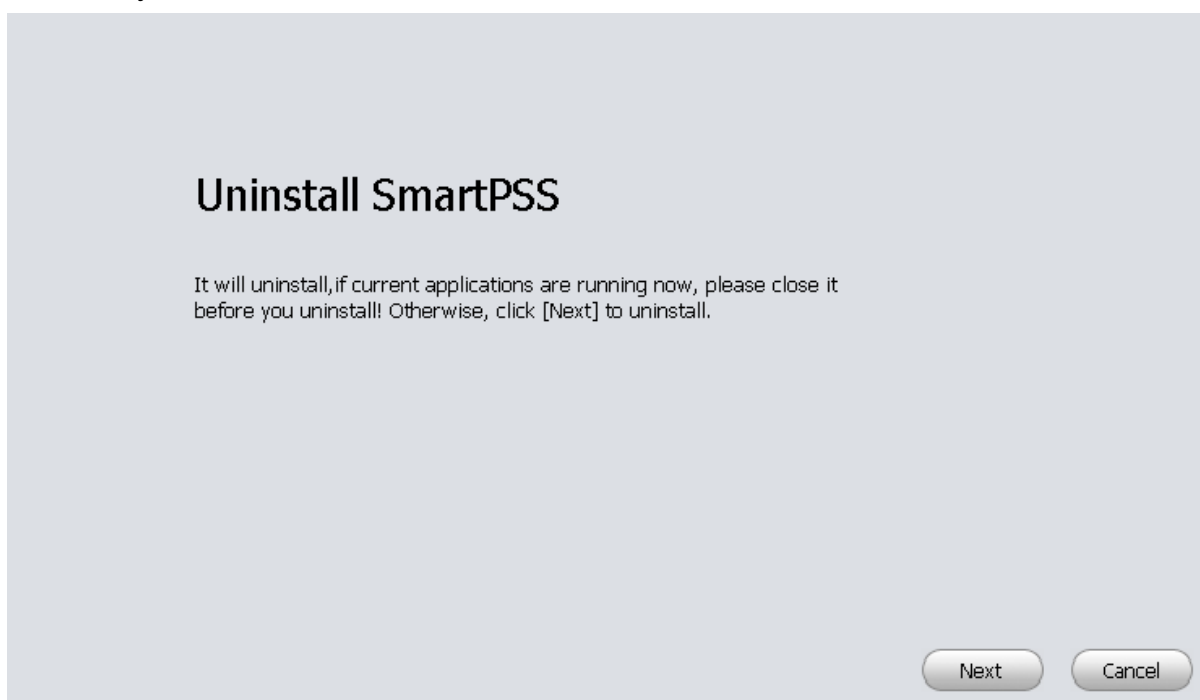 Uninstall SmartPSS
It will uninstall,if current applications are running now, please close it
before you uninstall! Otherwise, click [Next] to uninstall.
Next
Cancel